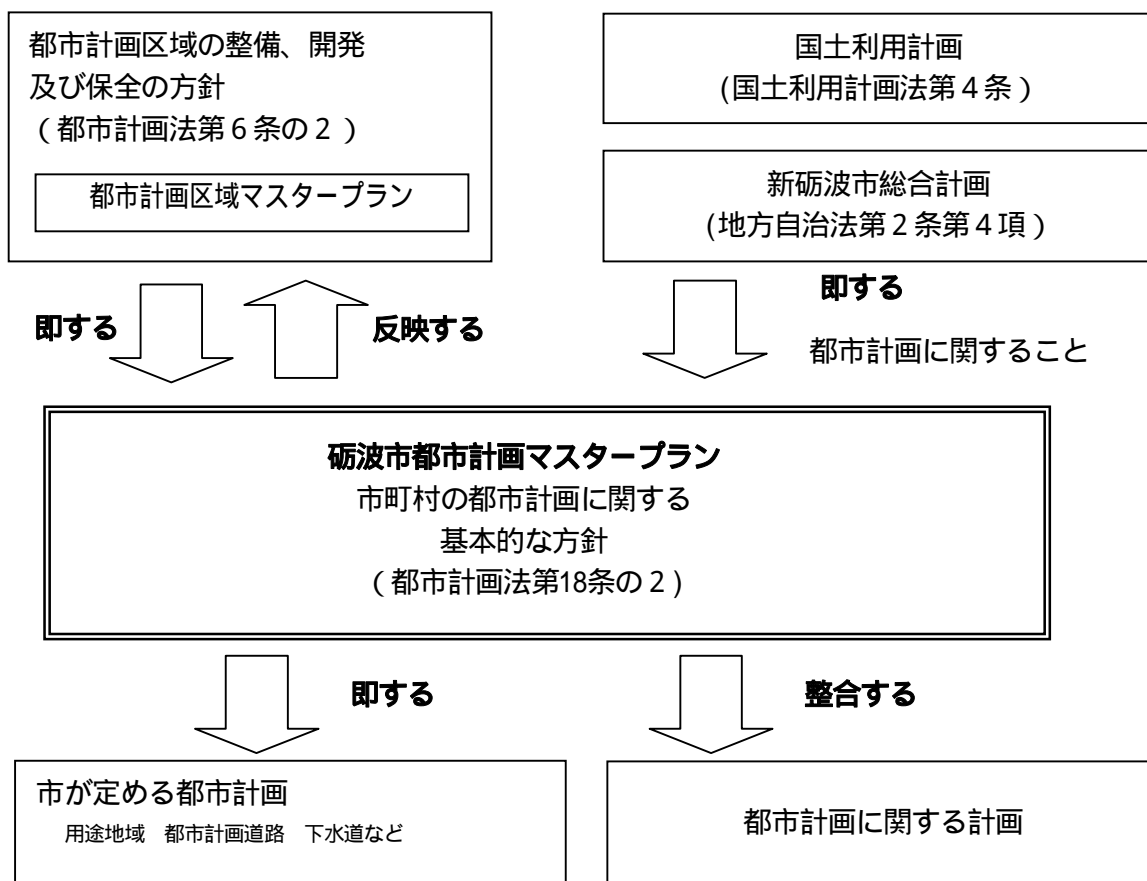 都市計画区域の整備、開発
及び保全の方針
（都市計画法第６条の２）
都市計画区域マスタープラン
国土利用計画
(国土利用計画法第４条）
新砺波市総合計画
(地方自治法第２条第４項）
即する
反映する
即する
都市計画に関すること
砺波市都市計画マスタープラン
市町村の都市計画に関する
基本的な方針
（都市計画法第18条の２)
即する
整合する
市が定める都市計画
用途地域　都市計画道路　下水道など
都市計画に関する計画